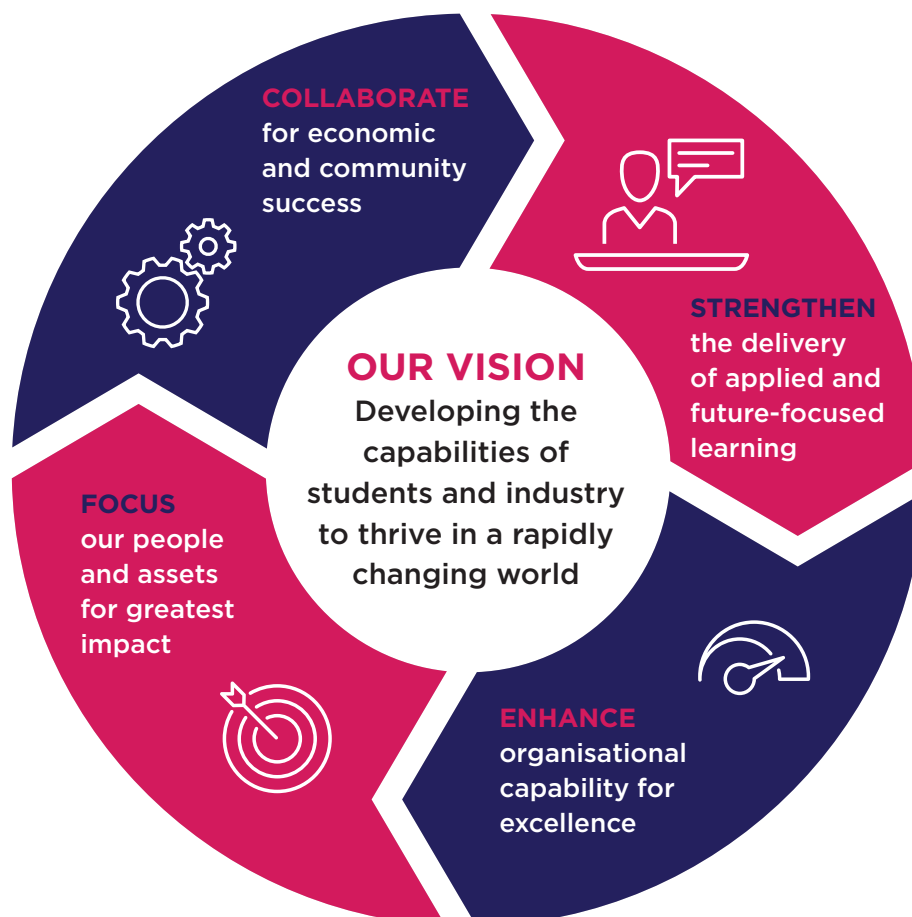 COLLABORATE
for economic
and community
success
STRENGTHEN
the delivery
of applied and
future-focused
learning
OUR VISION
Developing the
capabilities of
students and industry
to thrive in a rapidly
changing world
FOCUS
our people
and assets
for greatest
impact
ENHANCE
organisational
capability for
excellence